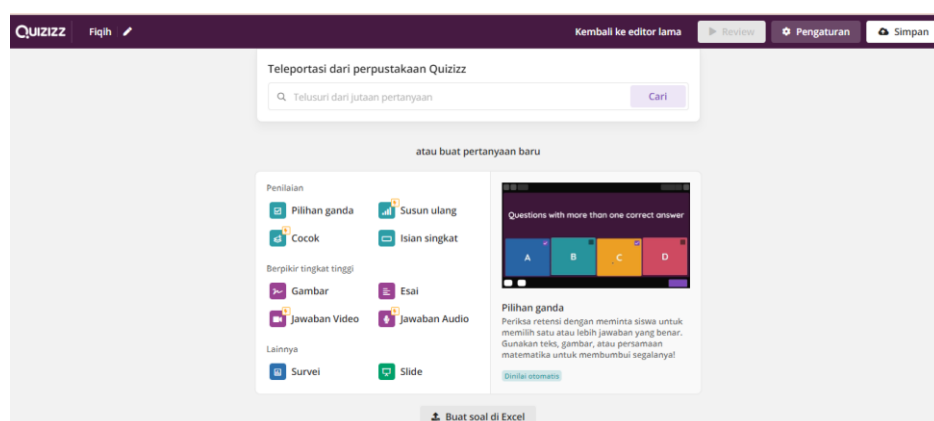 QUIZIZZ Fiqih Kembali ke editor lama Review Pengaturan Simpan
Teleportasi dari perpustakaan Quizizz
Telusuri dari jutaan pertanyaan Cari
atau buat pertanyaan baru
Penilaian
Pilihan ganda Susun ulang
Cocok Isian singkat
Berpikir tingkat tinggi
Gambar Esai
Jawaban Video Jawaban Audio
Lainnya
Survei Slide
Questions with more than one correct answer
A B C D
Pilihan ganda
Periksa retensi dengan meminta siswa untuk
memilih satu atau lebih jawaban yang benar.
Gunakan teks, gambar, atau persamaan
matematika untuk membumbui segalanya!
Dinilai otomatis
Buat soal di Excel